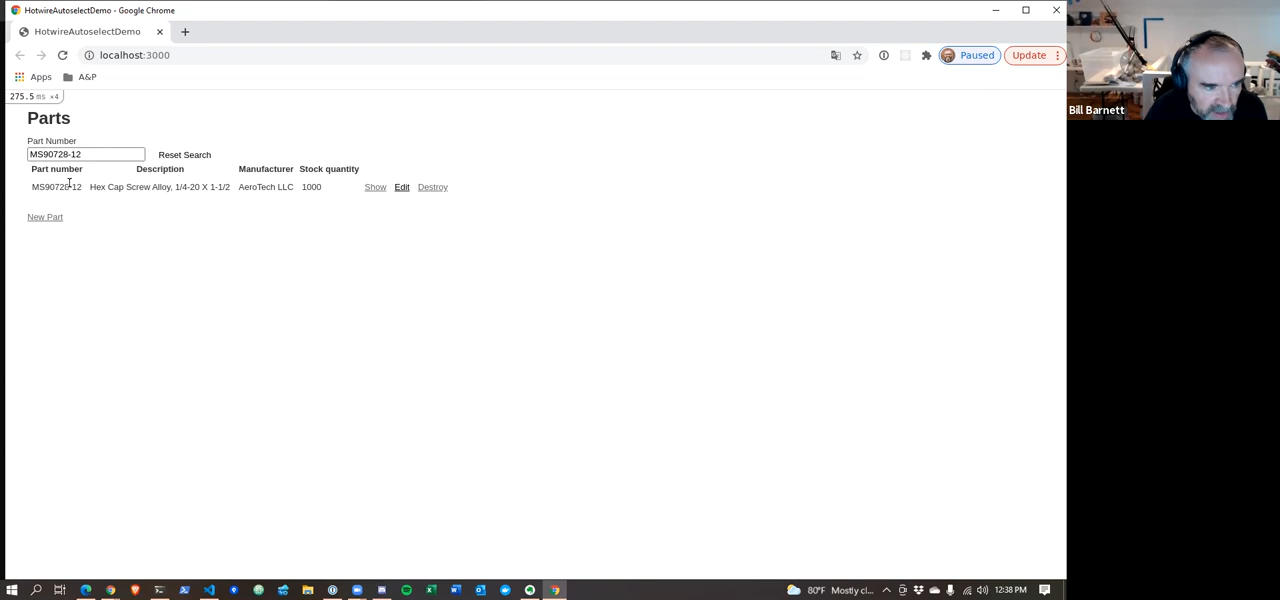 HotwireAutoselectDemo - Google Chrome
HotwireAutoselectDemo
localhost:3000
Paused
Update
Apps
A&P
275.5 ms ×4
Parts
Part Number
MS90728-12
Reset Search
Part number Description Manufacturer Stock quantity
MS90728-12 Hex Cap Screw Alloy, 1/4-20 X 1-1/2 AeroTech LLC 1000 Show Edit Destroy
New Part
Bill Barnett
80°F Mostly cl... 12:38 PM